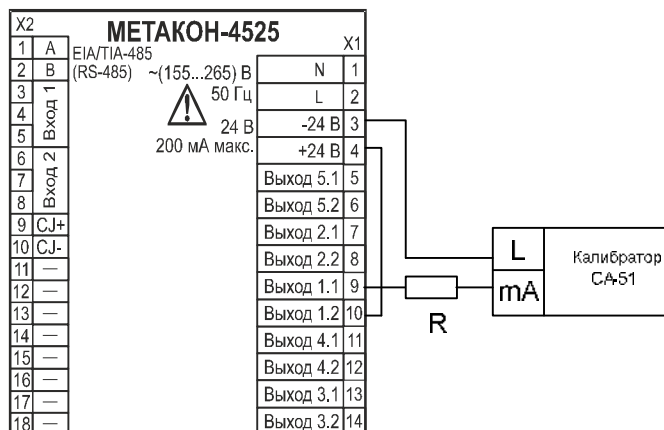 X2
МЕТАКОН-4525
X1
1 A EIA/TIA-485
2 B (RS-485) ~(155...265) В N 1
3 50 Гц L 2
4 Вход 1 24 В -24 В 3
5 200 мА макс. +24 В 4
6 Выход 5.1 5
7 Вход 2 Выход 5.2 6
8 Выход 2.1 7
9 CJ+ Выход 2.2 8
10 CJ- Выход 1.1 9
11 — Выход 1.2 10
12 — Выход 4.1 11
13 — Выход 4.2 12
14 — Выход 3.1 13
15 — Выход 3.2 14
16 —
17 —
18 —
R
L
mA
Калибратор
СА-51